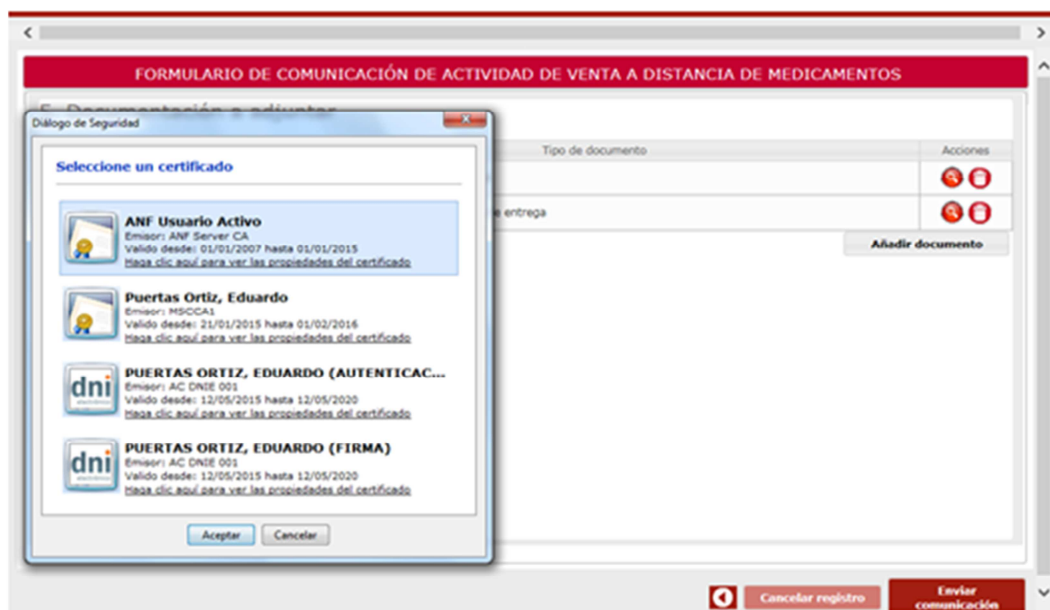 FORMULARIO DE COMUNICACIÓN DE ACTIVIDAD DE VENTA A DISTANCIA DE MEDICAMENTOS
5. Documentación a adjuntar
Diálogo de Seguridad
Tipo de documento
Acciones
Seleccione un certificado
ANF Usuario Activo
Emisor: ANF Server CA
Valido desde: 01/01/2007 hasta 01/01/2015
Haga clic aquí para ver las propiedades del certificado
e entrega
Añadir documento
Puertas Ortiz, Eduardo
Emisor: MSCCA1
Valido desde: 21/01/2015 hasta 01/02/2016
Haga clic aquí para ver las propiedades del certificado
dni
PUERTAS ORTIZ, EDUARDO (AUTENTICAC...
Emisor: AC DNIE 001
Valido desde: 12/05/2015 hasta 12/05/2020
Haga clic aquí para ver las propiedades del certificado
dni
PUERTAS ORTIZ, EDUARDO (FIRMA)
Emisor: AC DNIE 001
Valido desde: 12/05/2015 hasta 12/05/2020
Haga clic aquí para ver las propiedades del certificado
Aceptar
Cancelar
Cancelar registro
Enviar
comunicación